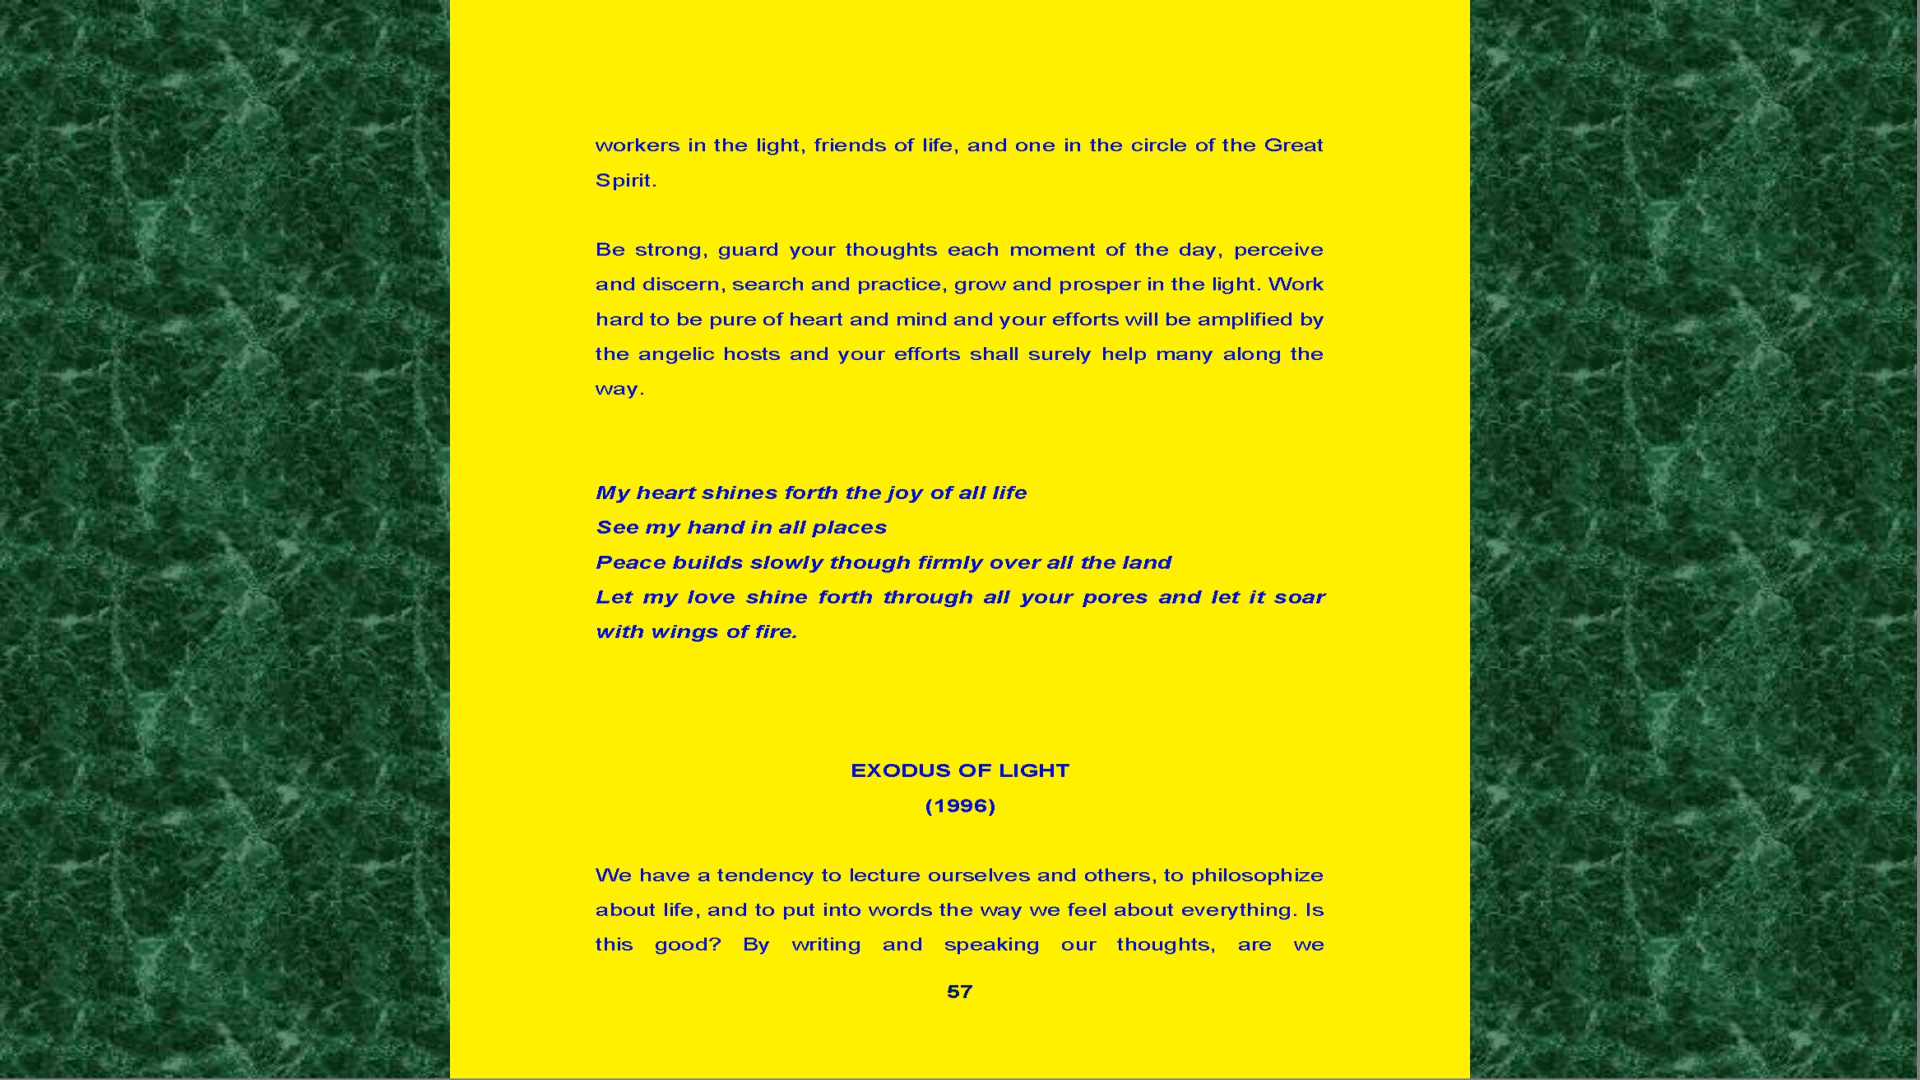 workers in the light, friends of life, and one in the circle of the Great
Spirit.
Be strong, guard your thoughts each moment of the day, perceive
and discern, search and practice, grow and prosper in the light. Work
hard to be pure of heart and mind and your efforts will be amplified by
the angelic hosts and your efforts shall surely help many along the
way.
My heart shines forth the joy of all life
See my hand in all places
Peace builds slowly though firmly over all the land
Let my love shine forth through all your pores and let it soar
with wings of fire.
EXODUS OF LIGHT
(1996)
We have a tendency to lecture ourselves and others, to philosophize
about life, and to put into words the way we feel about everything. Is
this good? By writing and speaking our thoughts, are we
57